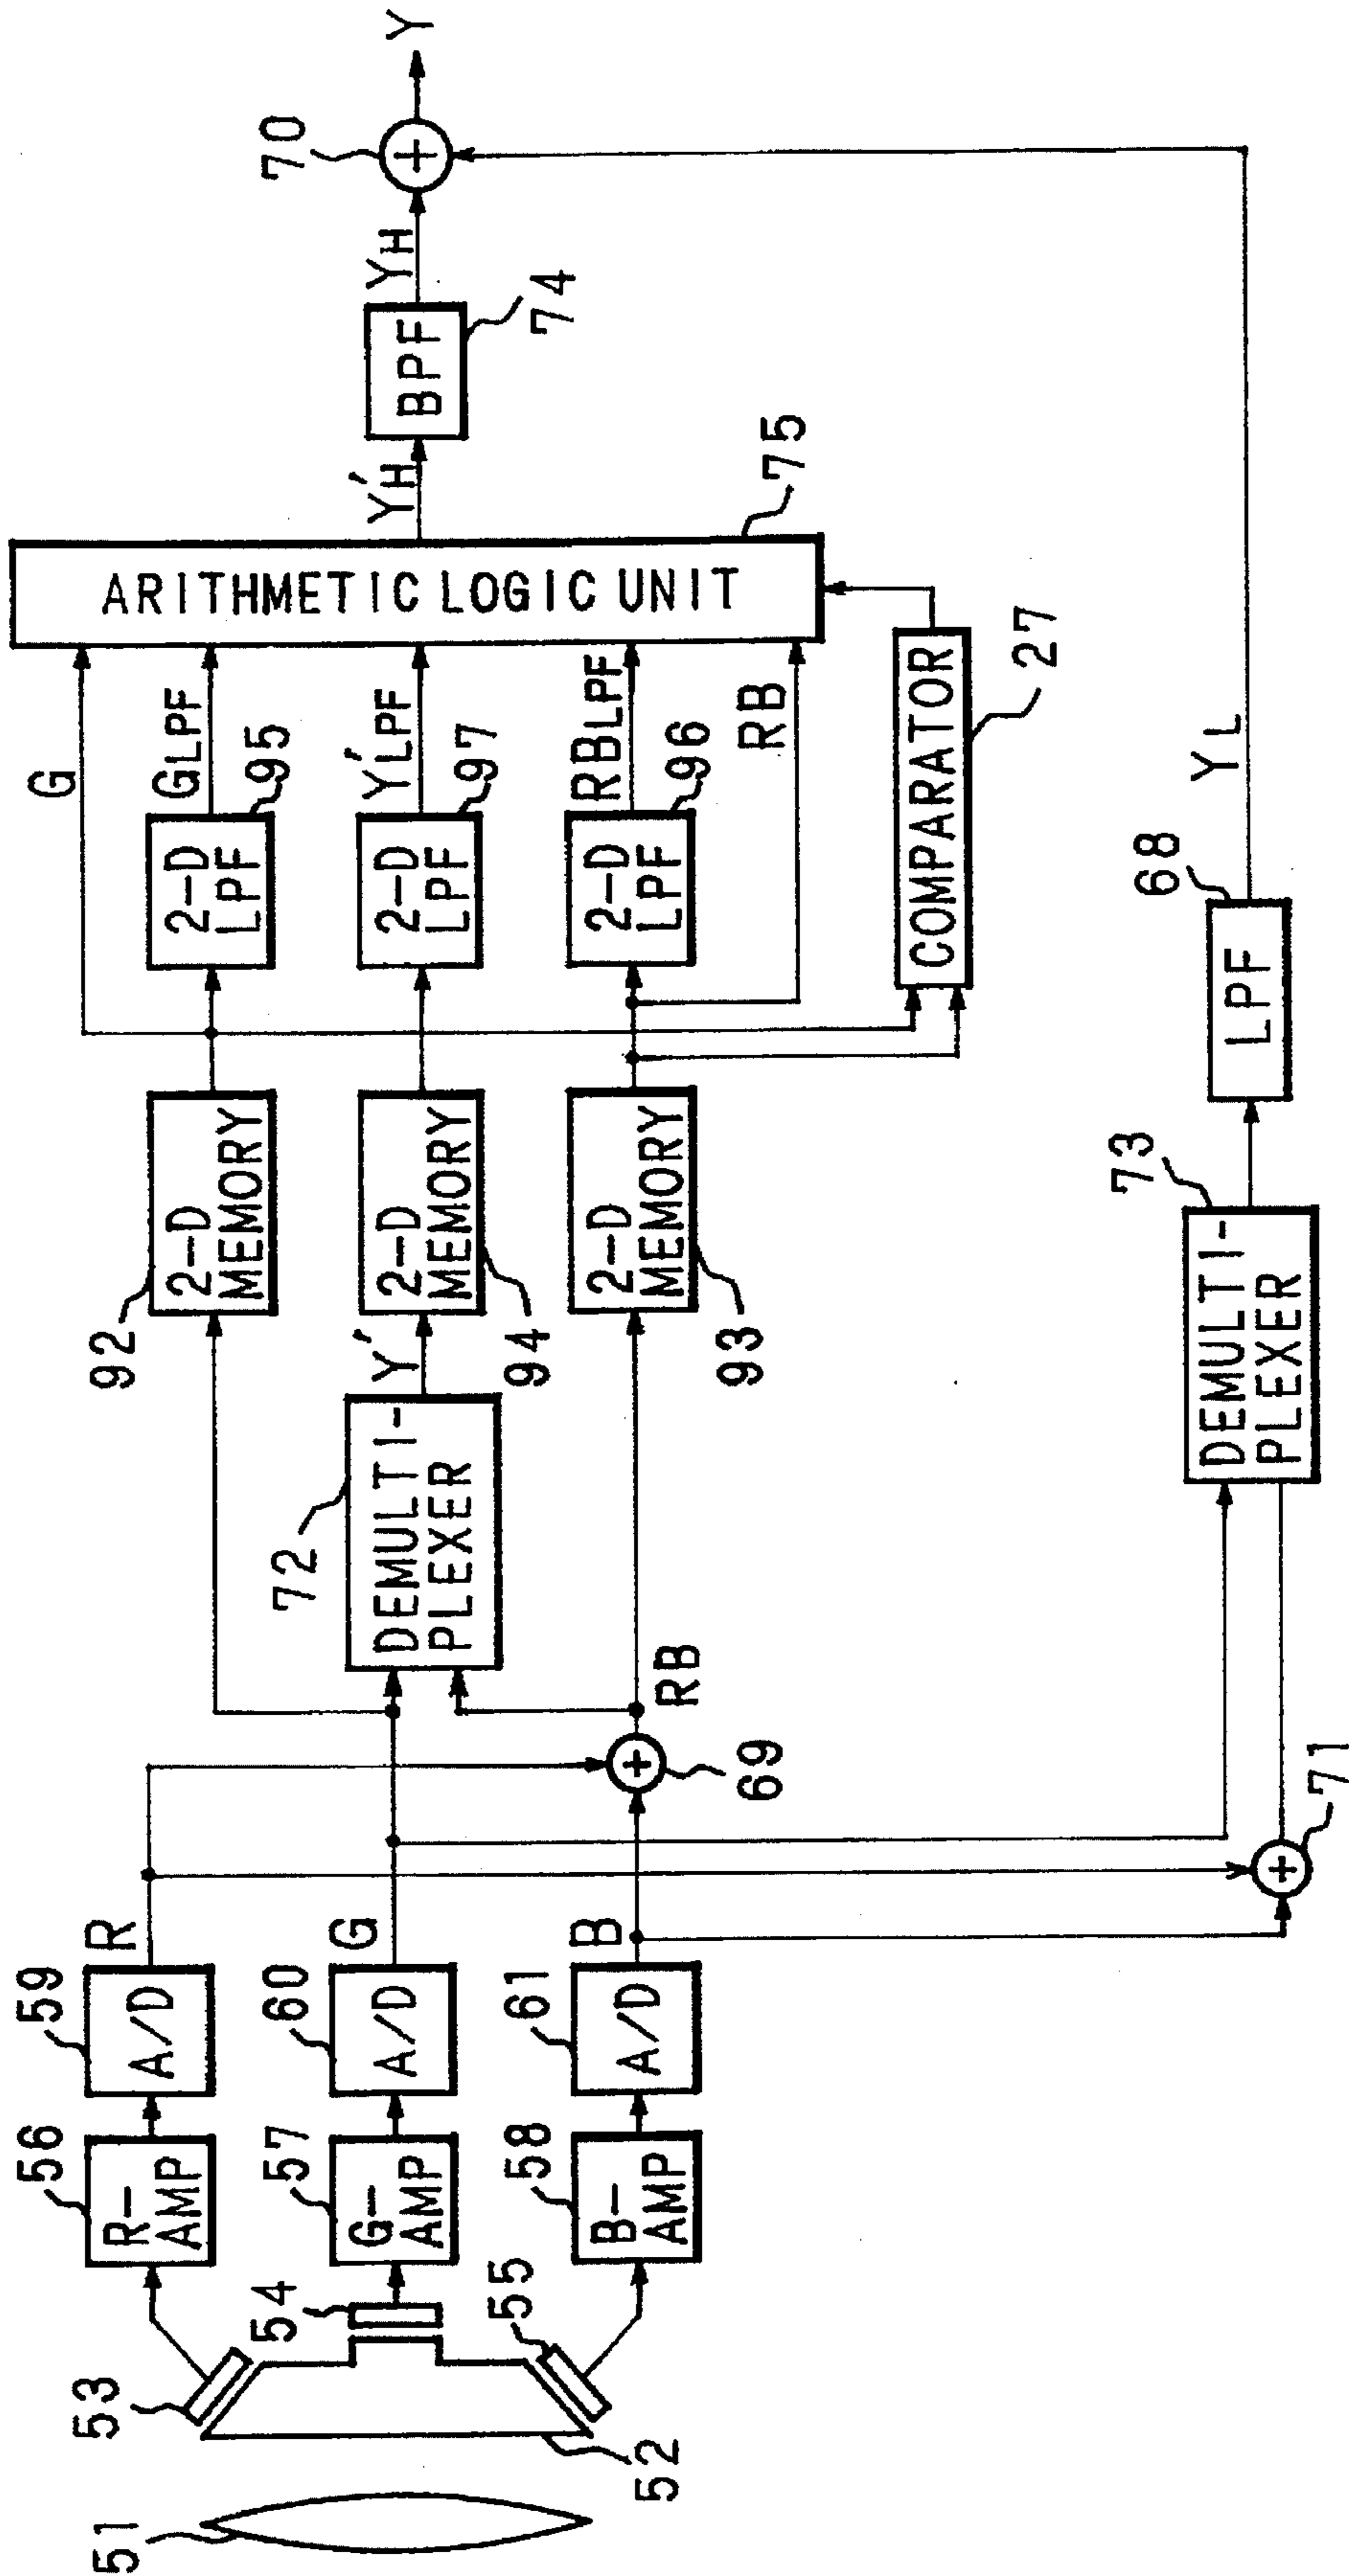 51
52
53
54
55
56
R-
AMP
57
G-
AMP
58
B-
AMP
59
A/D
60
A/D
61
A/D
R
G
B
69
RB
71
72
DEMULTI-
PLEXER
Y'
73
DEMULTI-
PLEXER
92
2-D
MEMORY
94
2-D
MEMORY
93
2-D
MEMORY
G
2-D
LPF
95
GLPF
2-D
LPF
97
Y'LPF
2-D
LPF
96
RBLPF
RB
COMPARATOR
27
68
LPF
YL
ARITHMETIC LOGIC UNIT
75
Y'H
BPF
74
YH
70
Y